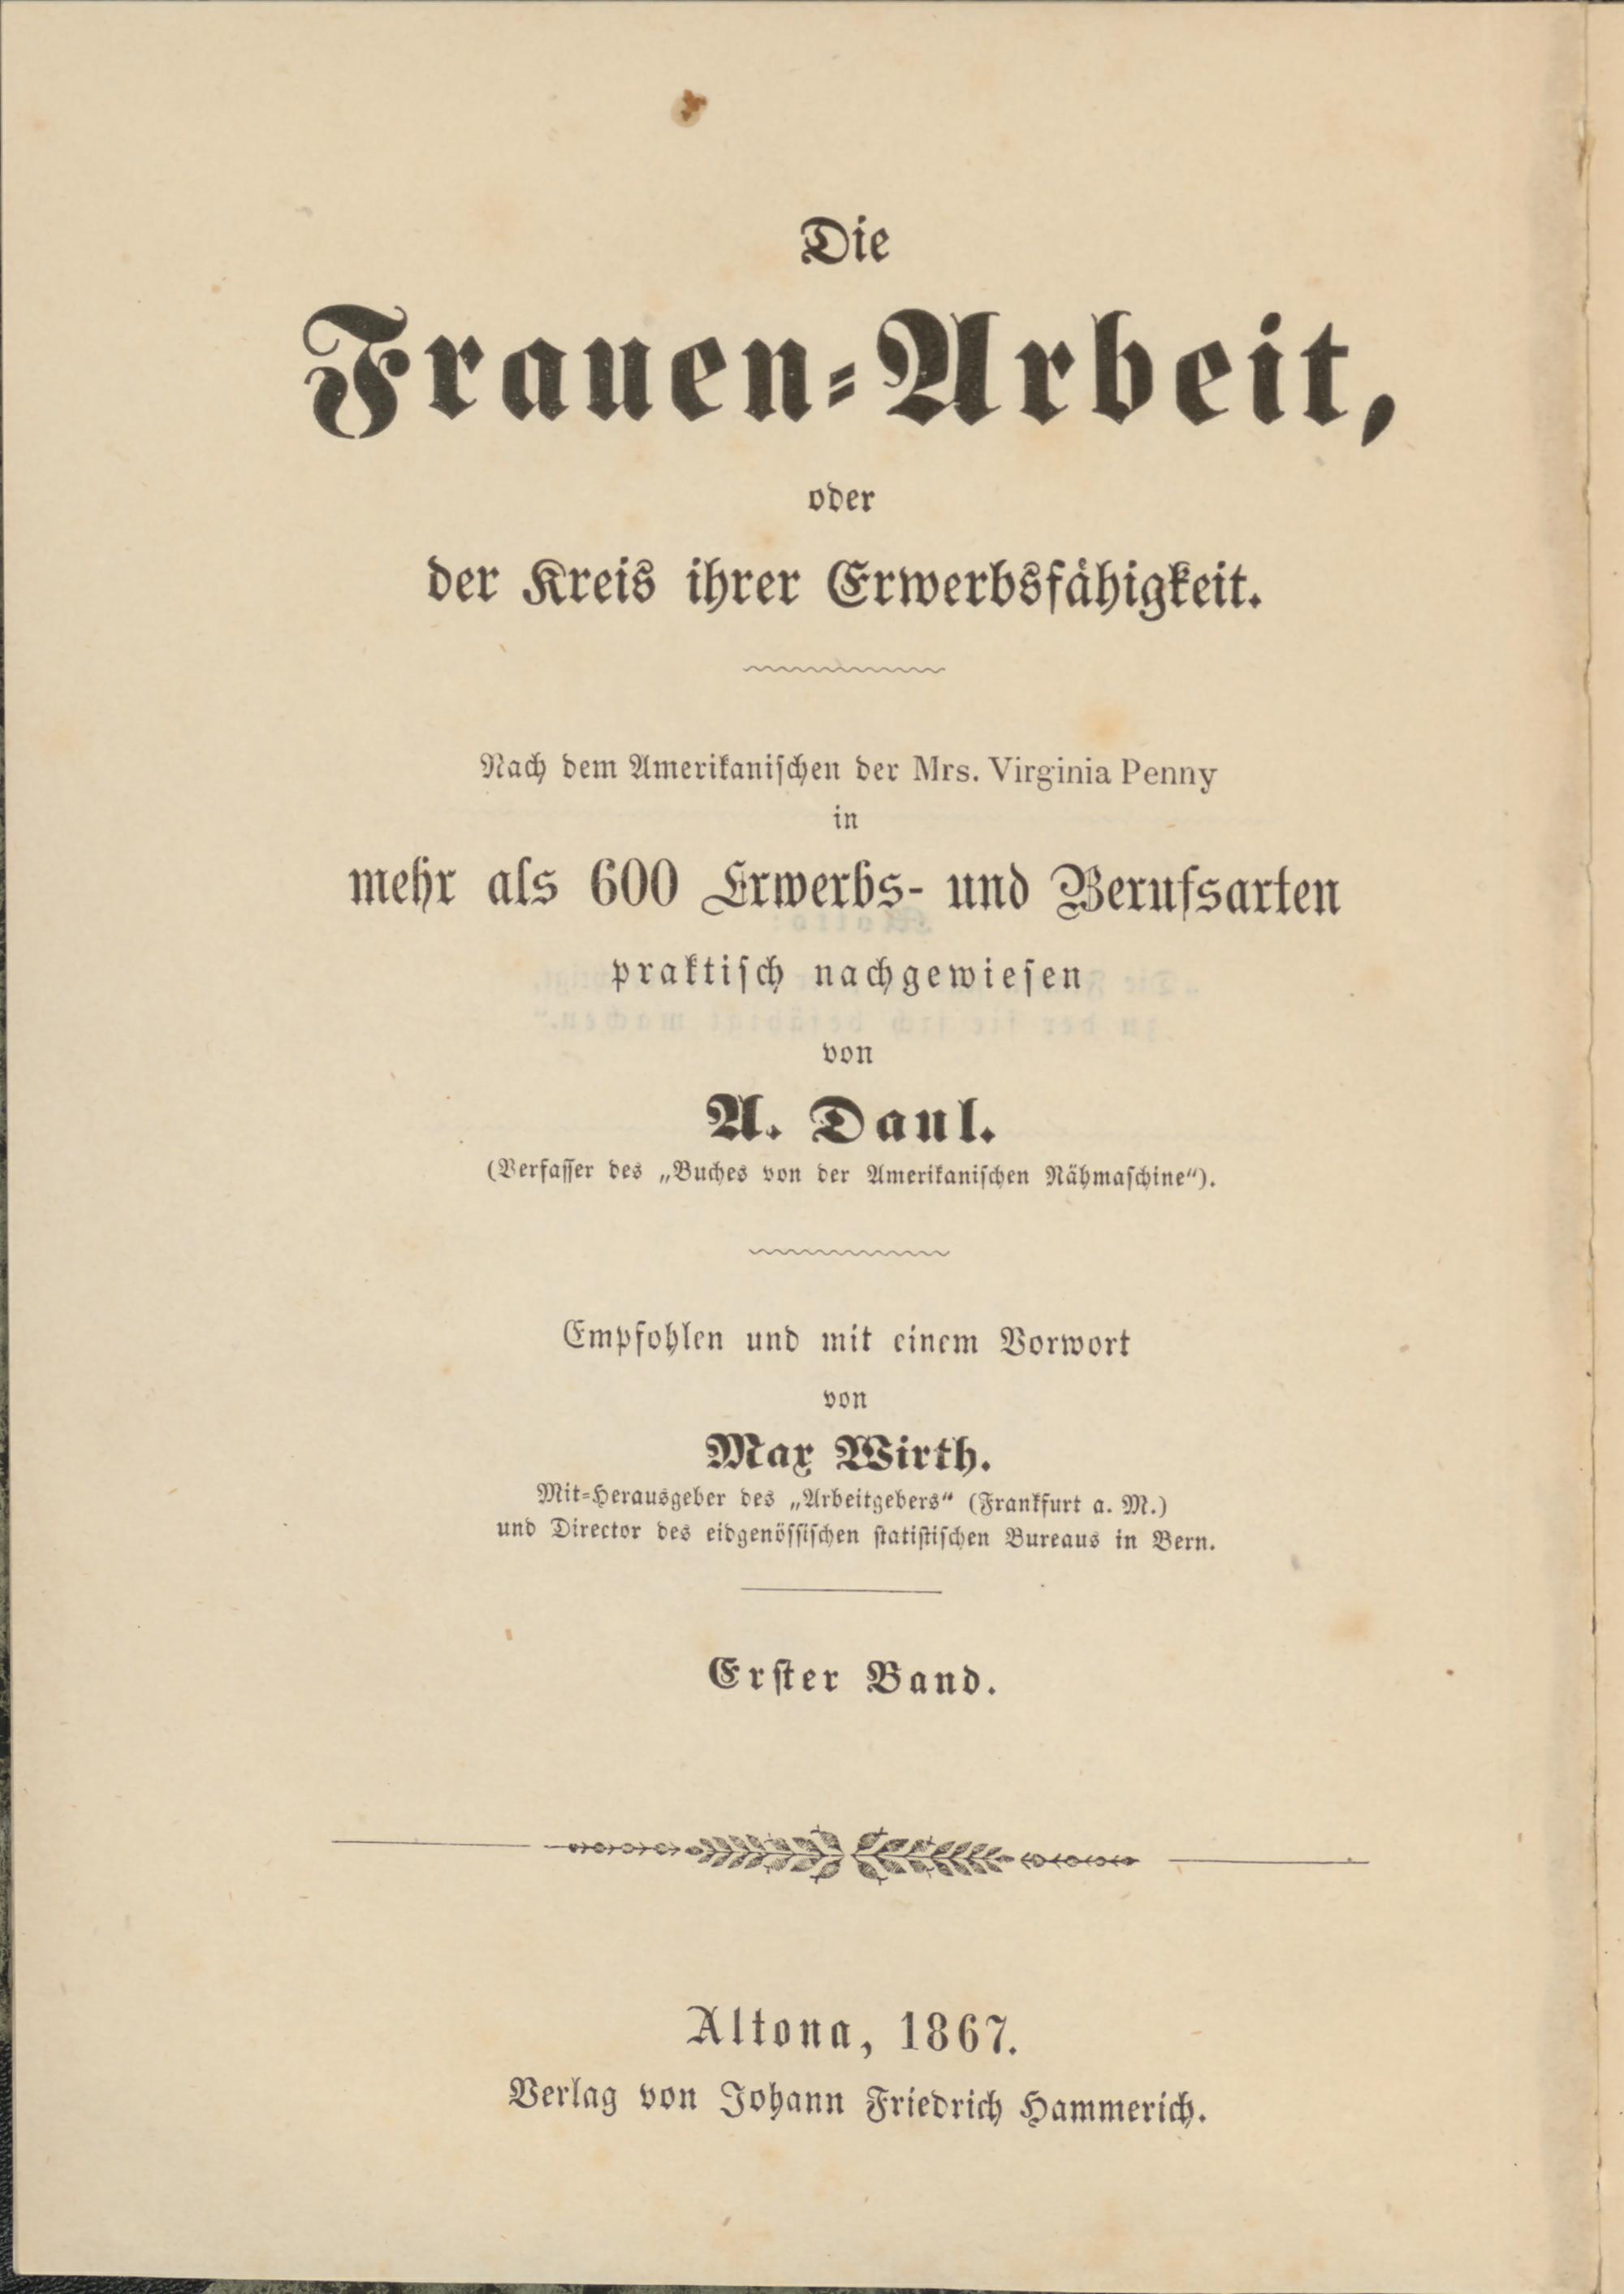 Die
Frauen-Arbeit,
oder
der Kreis ihrer Erwerbsfähigkeit.
Nach dem Amerikanischen der Mrs. Virginia Penny
in
mehr als 600 Erwerbs- und Berufsarten
praktisch nachgewiesen
von
A. Daul.
(Verfasser des „Buches von der Amerikanischen Nähmaschine“).
Empfohlen und mit einem Vorwort
von
Max Wirth.
Mit-Herausgeber des „Arbeitgebers“ (Frankfurt a. M.)
und Director des eidgenössischen statistischen Bureaus in Bern.
Erster Band.
Altona, 1867.
Verlag von Johann Friedrich Hammerich.